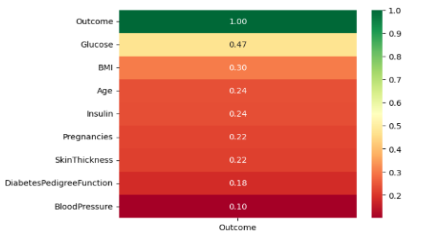 Outcome 1.00
Glucose 0.47
BMI 0.30
Age 0.24
Insulin 0.24
Pregnancies 0.22
SkinThickness 0.22
DiabetesPedigreeFunction 0.18
BloodPressure 0.10
Outcome
1.0
0.9
0.8
0.7
0.6
0.5
0.4
0.3
0.2